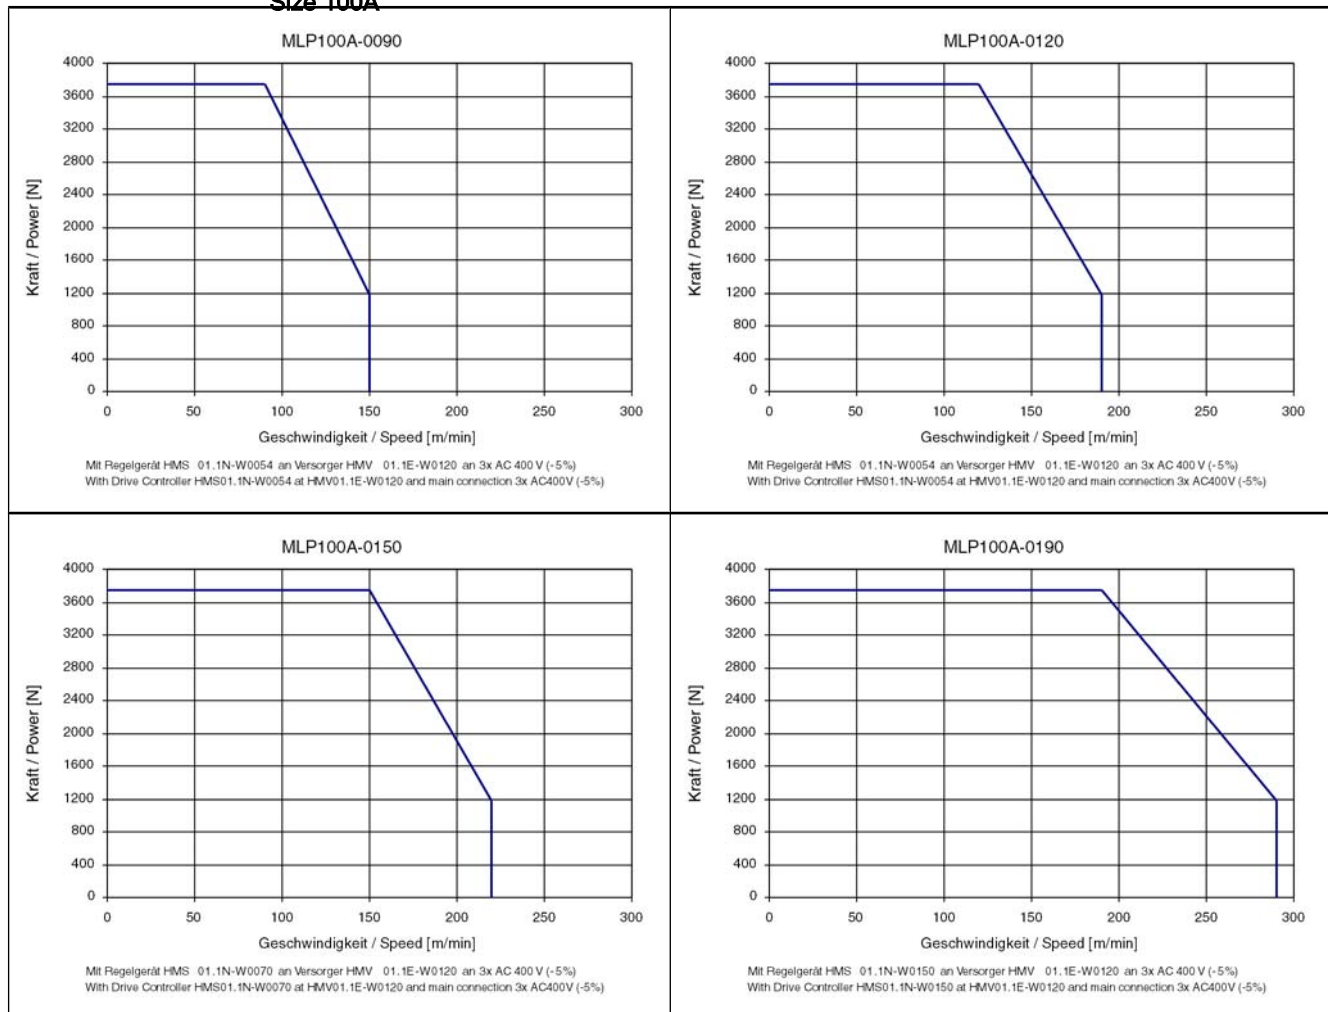 Size 100A
MLP100A-0090
4000
3600
3200
2800
2400
2000
1600
1200
800
400
0
Kraft / Power [N]
0 50 100 150 200 250 300
Geschwindigkeit / Speed [m/min]
Mit Regelgerät HMS 01.1N-W0054 an Versorger HMV 01.1E-W0120 an 3x AC 400 V (-5%)
With Drive Controller HMS01.1N-W0054 at HMV01.1E-W0120 and main connection 3x AC400V (-5%)
MLP100A-0120
4000
3600
3200
2800
2400
2000
1600
1200
800
400
0
Kraft / Power [N]
0 50 100 150 200 250 300
Geschwindigkeit / Speed [m/min]
Mit Regelgerät HMS 01.1N-W0054 an Versorger HMV 01.1E-W0120 an 3x AC 400 V (-5%)
With Drive Controller HMS01.1N-W0054 at HMV01.1E-W0120 and main connection 3x AC400V (-5%)
MLP100A-0150
4000
3600
3200
2800
2400
2000
1600
1200
800
400
0
Kraft / Power [N]
0 50 100 150 200 250 300
Geschwindigkeit / Speed [m/min]
Mit Regelgerät HMS 01.1N-W0070 an Versorger HMV 01.1E-W0120 an 3x AC 400 V (-5%)
With Drive Controller HMS01.1N-W0070 at HMV01.1E-W0120 and main connection 3x AC400V (-5%)
MLP100A-0190
4000
3600
3200
2800
2400
2000
1600
1200
800
400
0
Kraft / Power [N]
0 50 100 150 200 250 300
Geschwindigkeit / Speed [m/min]
Mit Regelgerät HMS 01.1N-W0150 an Versorger HMV 01.1E-W0120 an 3x AC 400 V (-5%)
With Drive Controller HMS01.1N-W0150 at HMV01.1E-W0120 and main connection 3x AC400V (-5%)